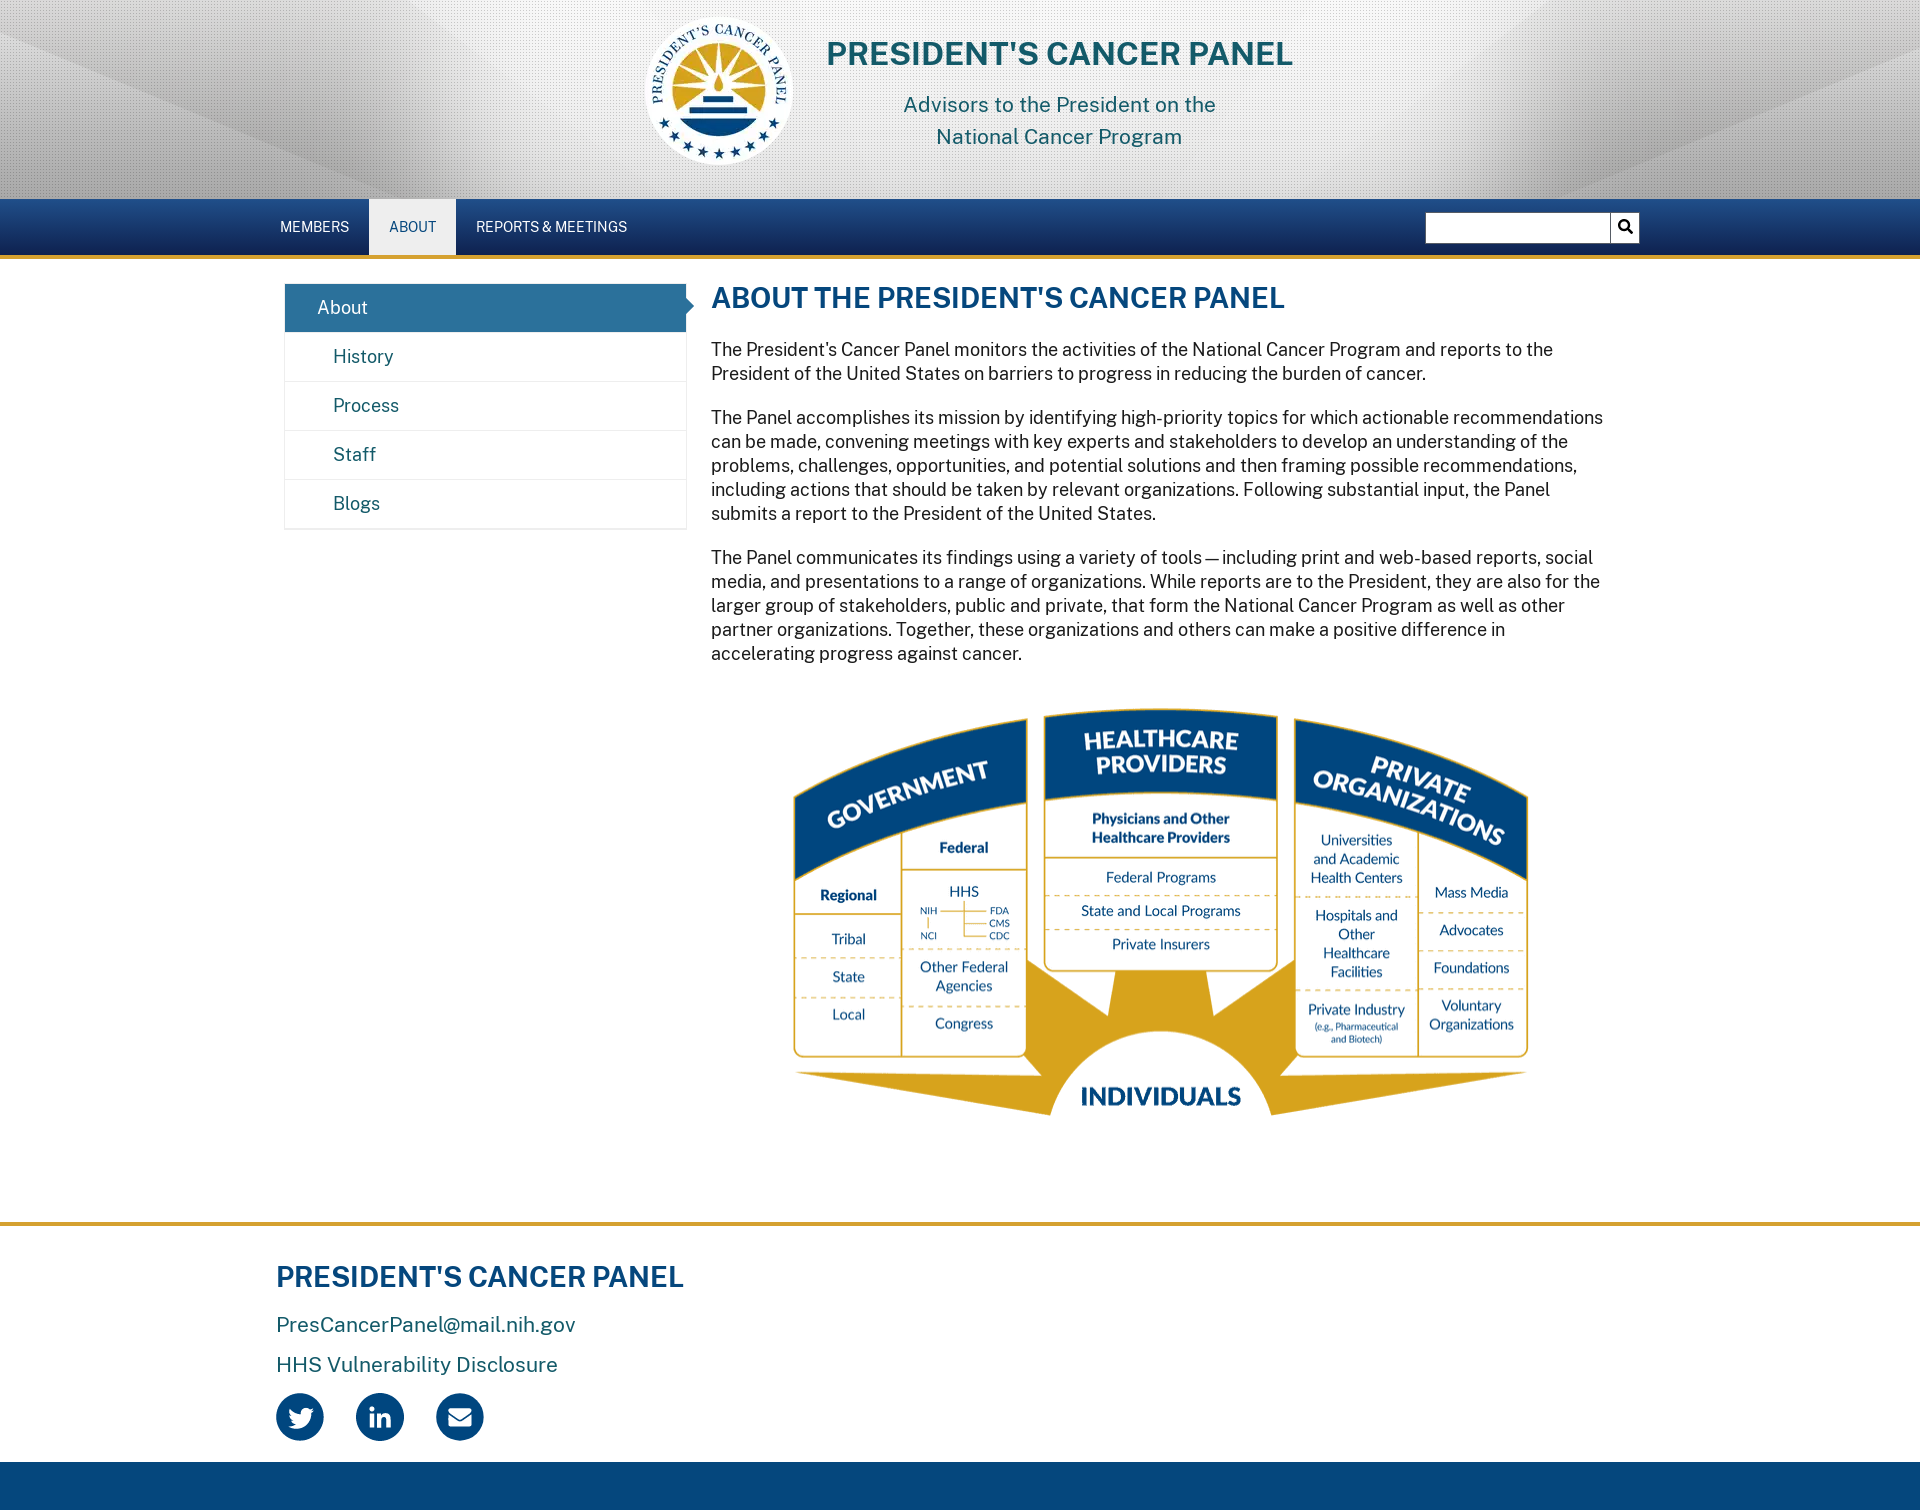 PRESIDENT'S CANCER PANEL
PRESIDENT'S CANCER PANEL
Advisors to the President on the
National Cancer Program
MEMBERS
ABOUT
REPORTS & MEETINGS
About
History
Process
Staff
Blogs
ABOUT THE PRESIDENT'S CANCER PANEL
The President's Cancer Panel monitors the activities of the National Cancer Program and reports to the
President of the United States on barriers to progress in reducing the burden of cancer.
The Panel accomplishes its mission by identifying high-priority topics for which actionable recommendations
can be made, convening meetings with key experts and stakeholders to develop an understanding of the
problems, challenges, opportunities, and potential solutions and then framing possible recommendations,
including actions that should be taken by relevant organizations. Following substantial input, the Panel
submits a report to the President of the United States.
The Panel communicates its findings using a variety of tools—including print and web-based reports, social
media, and presentations to a range of organizations. While reports are to the President, they are also for the
larger group of stakeholders, public and private, that form the National Cancer Program as well as other
partner organizations. Together, these organizations and others can make a positive difference in
accelerating progress against cancer.
GOVERNMENT
Regional
Tribal
State
Local
Federal
HHS
NIH
NCI
FDA
CMS
CDC
Other Federal
Agencies
Congress
HEALTHCARE
PROVIDERS
Physicians and Other
Healthcare Providers
Federal Programs
State and Local Programs
Private Insurers
PRIVATE
ORGANIZATIONS
Universities
and Academic
Health Centers
Hospitals and
Other
Healthcare
Facilities
Private Industry
(e.g., Pharmaceutical
and Biotech)
Mass Media
Advocates
Foundations
Voluntary
Organizations
INDIVIDUALS
PRESIDENT'S CANCER PANEL
PresCancerPanel@mail.nih.gov
HHS Vulnerability Disclosure
in